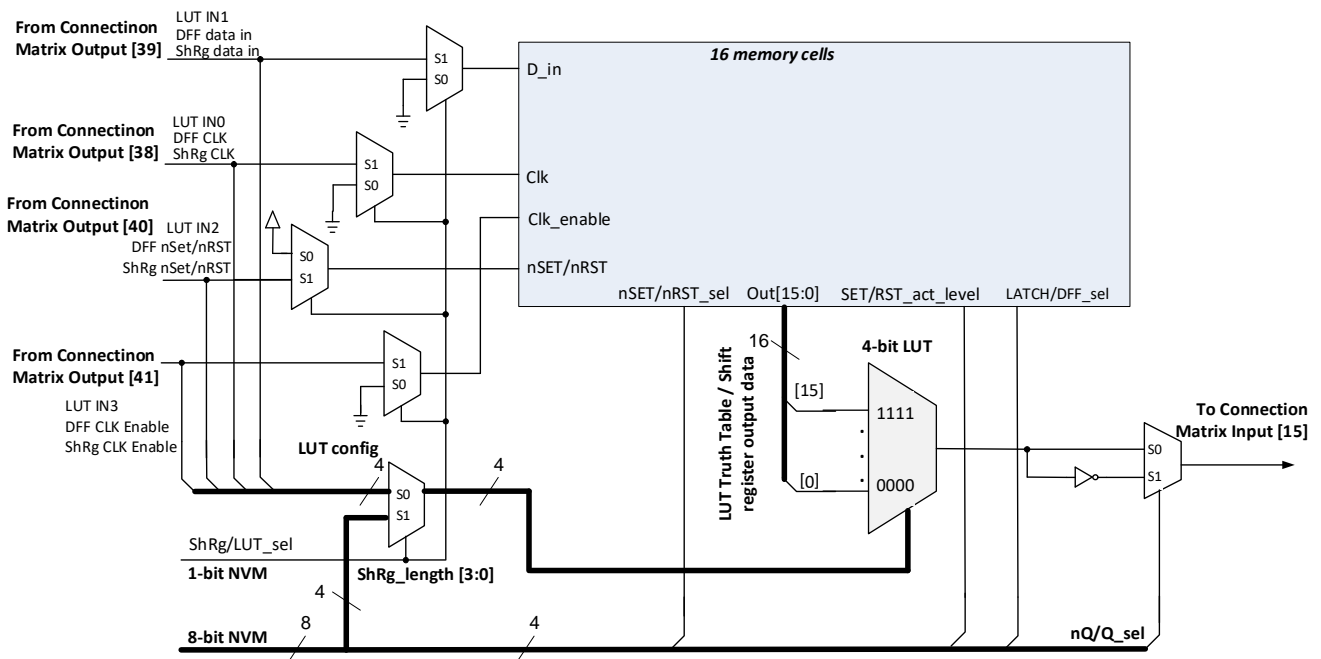 From Connectinon
Matrix Output [39]
LUT IN1
DFF data in
ShRg data in
S1
S0
D_in
16 memory cells
From Connectinon
Matrix Output [38]
LUT IN0
DFF CLK
ShRg CLK
S1
S0
Clk
Clk_enable
From Connectinon
Matrix Output [40]
LUT IN2
DFF nSet/nRST
ShRg nSet/nRST
S0
S1
nSET/nRST
nSET/nRST_sel
Out[15:0]
SET/RST_act_level
LATCH/DFF_sel
From Connectinon
Matrix Output [41]
LUT IN3
DFF CLK Enable
ShRg CLK Enable
S1
S0
16
LUT Truth Table / Shift
register output data
4-bit LUT
[15]
1111
[0]
0000
To Connection
Matrix Input [15]
S0
S1
LUT config
4
4
S0
S1
ShRg/LUT_sel
1-bit NVM
ShRg_length [3:0]
4
8-bit NVM
8
4
nQ/Q_sel